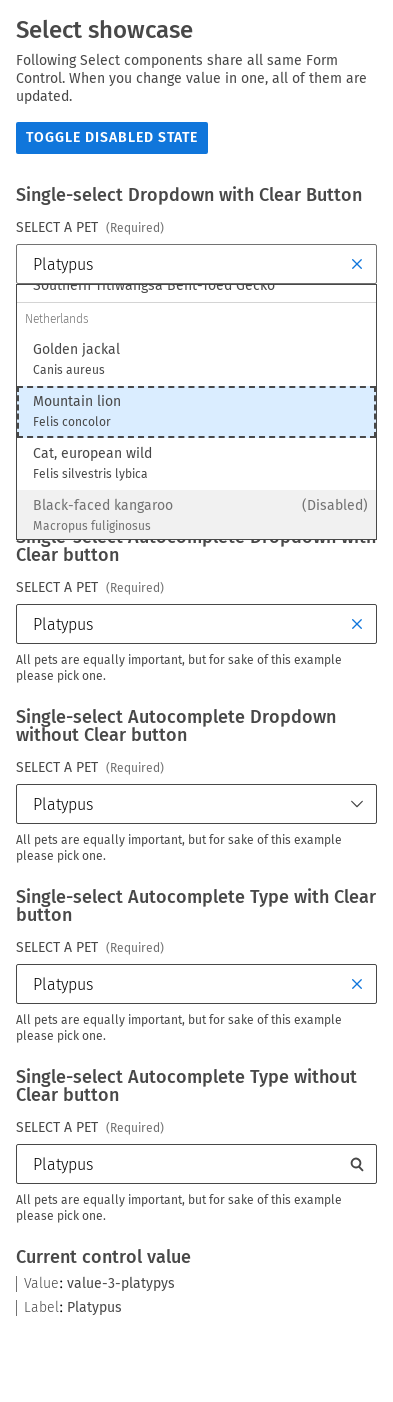 Select showcase
Following Select components share all same Form
Control. When you change value in one, all of them are
updated.
TOGGLE DISABLED STATE
Single-select Dropdown with Clear Button
SELECT A PET (Required)
Platypus
Southern Titiwangsa Bent-Toed Gecko
Netherlands
Golden jackal
Canis aureus
Mountain lion
Felis concolor
Cat, european wild
Felis silvestris lybica
Black-faced kangaroo (Disabled)
Macropus fuliginosus
Single-select Autocomplete Dropdown with
Clear button
SELECT A PET (Required)
Platypus
All pets are equally important, but for sake of this example
please pick one.
Single-select Autocomplete Dropdown
without Clear button
SELECT A PET (Required)
Platypus
All pets are equally important, but for sake of this example
please pick one.
Single-select Autocomplete Type with Clear
button
SELECT A PET (Required)
Platypus
All pets are equally important, but for sake of this example
please pick one.
Single-select Autocomplete Type without
Clear button
SELECT A PET (Required)
Platypus
All pets are equally important, but for sake of this example
please pick one.
Current control value
Value: value-3-platypys
Label: Platypus